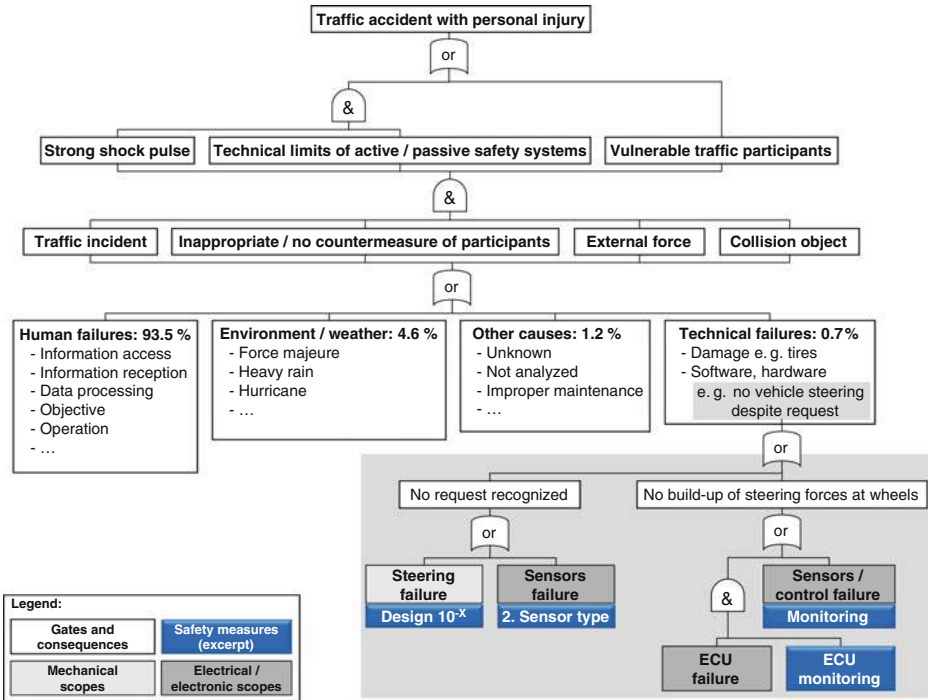 Traffic accident with personal injury
or
&
Strong shock pulse
Technical limits of active / passive safety systems
Vulnerable traffic participants
&
Traffic incident
Inappropriate / no countermeasure of participants
External force
Collision object
or
Human failures: 93.5 %
- Information access
- Information reception
- Data processing
- Objective
- Operation
- …
Environment / weather: 4.6 %
- Force majeure
- Heavy rain
- Hurricane
- …
Other causes: 1.2 %
- Unknown
- Not analyzed
- Improper maintenance
- …
Technical failures: 0.7%
- Damage e. g. tires
- Software, hardware
e. g. no vehicle steering
despite request
or
No request recognized
No build-up of steering forces at wheels
or
or
Steering
failure
Design 10-X
Sensors
failure
2. Sensor type
&
Sensors /
control failure
Monitoring
ECU
failure
ECU
monitoring
Legend:
Gates and
consequences
Safety measures
(excerpt)
Mechanical
scopes
Electrical /
electronic scopes